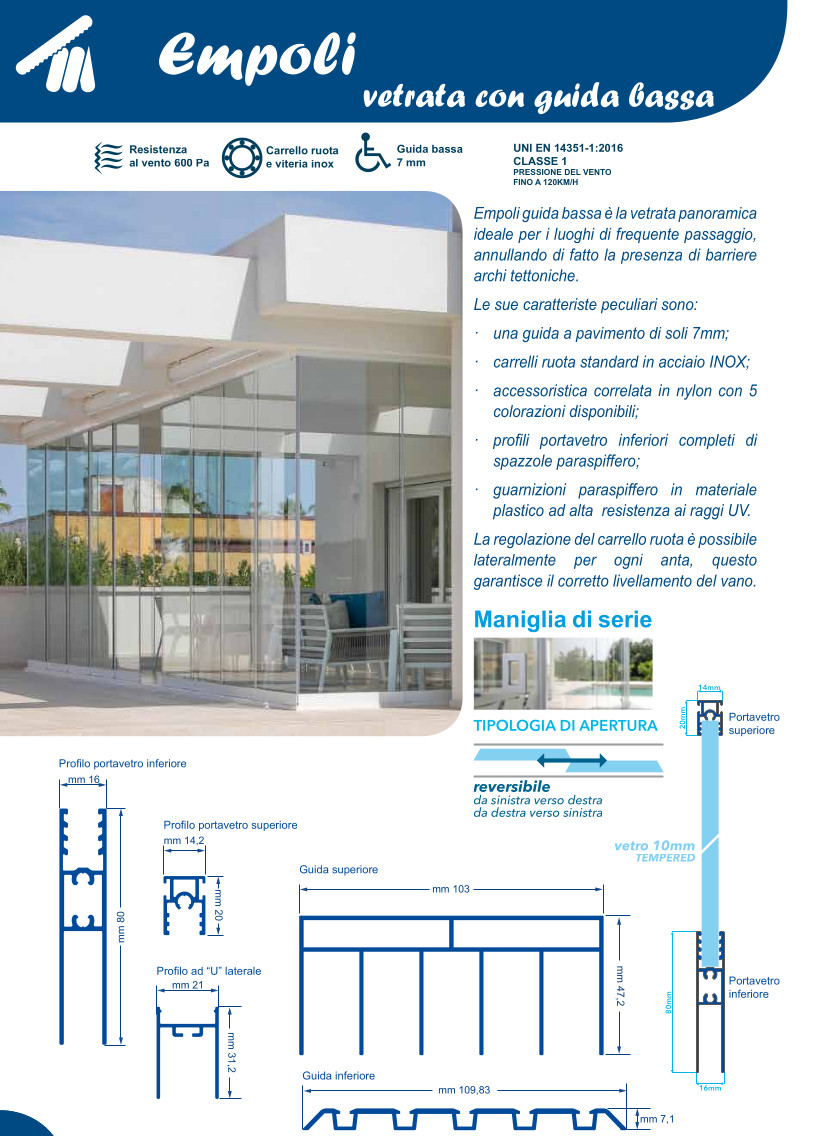 Empoli
vetrata con guida bassa
Resistenza
al vento 600 Pa
Carrello ruota
e viteria inox
Guida bassa
7 mm
UNI EN 14351-1:2016
CLASSE 1
PRESSIONE DEL VENTO
FINO A 120KM/H
Empoli guida bassa è la vetrata panoramica
ideale per i luoghi di frequente passaggio,
annullando di fatto la presenza di barriere
archi tettoniche.
Le sue caratteriste peculiari sono:
· una guida a pavimento di soli 7mm;
· carrelli ruota standard in acciaio INOX;
· accessoristica correlata in nylon con 5
colorazioni disponibili;
· profili portavetro inferiori completi di
spazzole paraspiffero;
· guarnizioni paraspiffero in materiale
plastico ad alta resistenza ai raggi UV.
La regolazione del carrello ruota è possibile
lateralmente per ogni anta, questo
garantisce il corretto livellamento del vano.
Maniglia di serie
TIPOLOGIA DI APERTURA
reversibile
da sinistra verso destra
da destra verso sinistra
14mm
20mm
Portavetro
superiore
vetro 10mm
TEMPERED
80mm
Portavetro
inferiore
16mm
Profilo portavetro inferiore
mm 16
mm 80
Profilo portavetro superiore
mm 14,2
mm 20
Profilo ad “U” laterale
mm 21
mm 31,2
Guida superiore
mm 103
mm 47,2
Guida inferiore
mm 109,83
mm 7,1